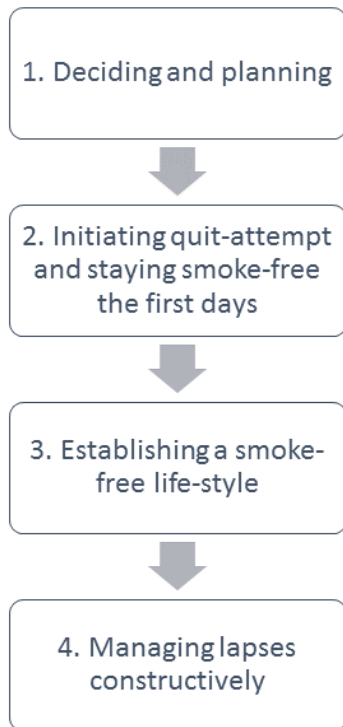 1. Deciding and planning
2. Initiating quit-attempt
and staying smoke-free
the first days
3. Establishing a smoke-
free life-style
4. Managing lapses
constructively